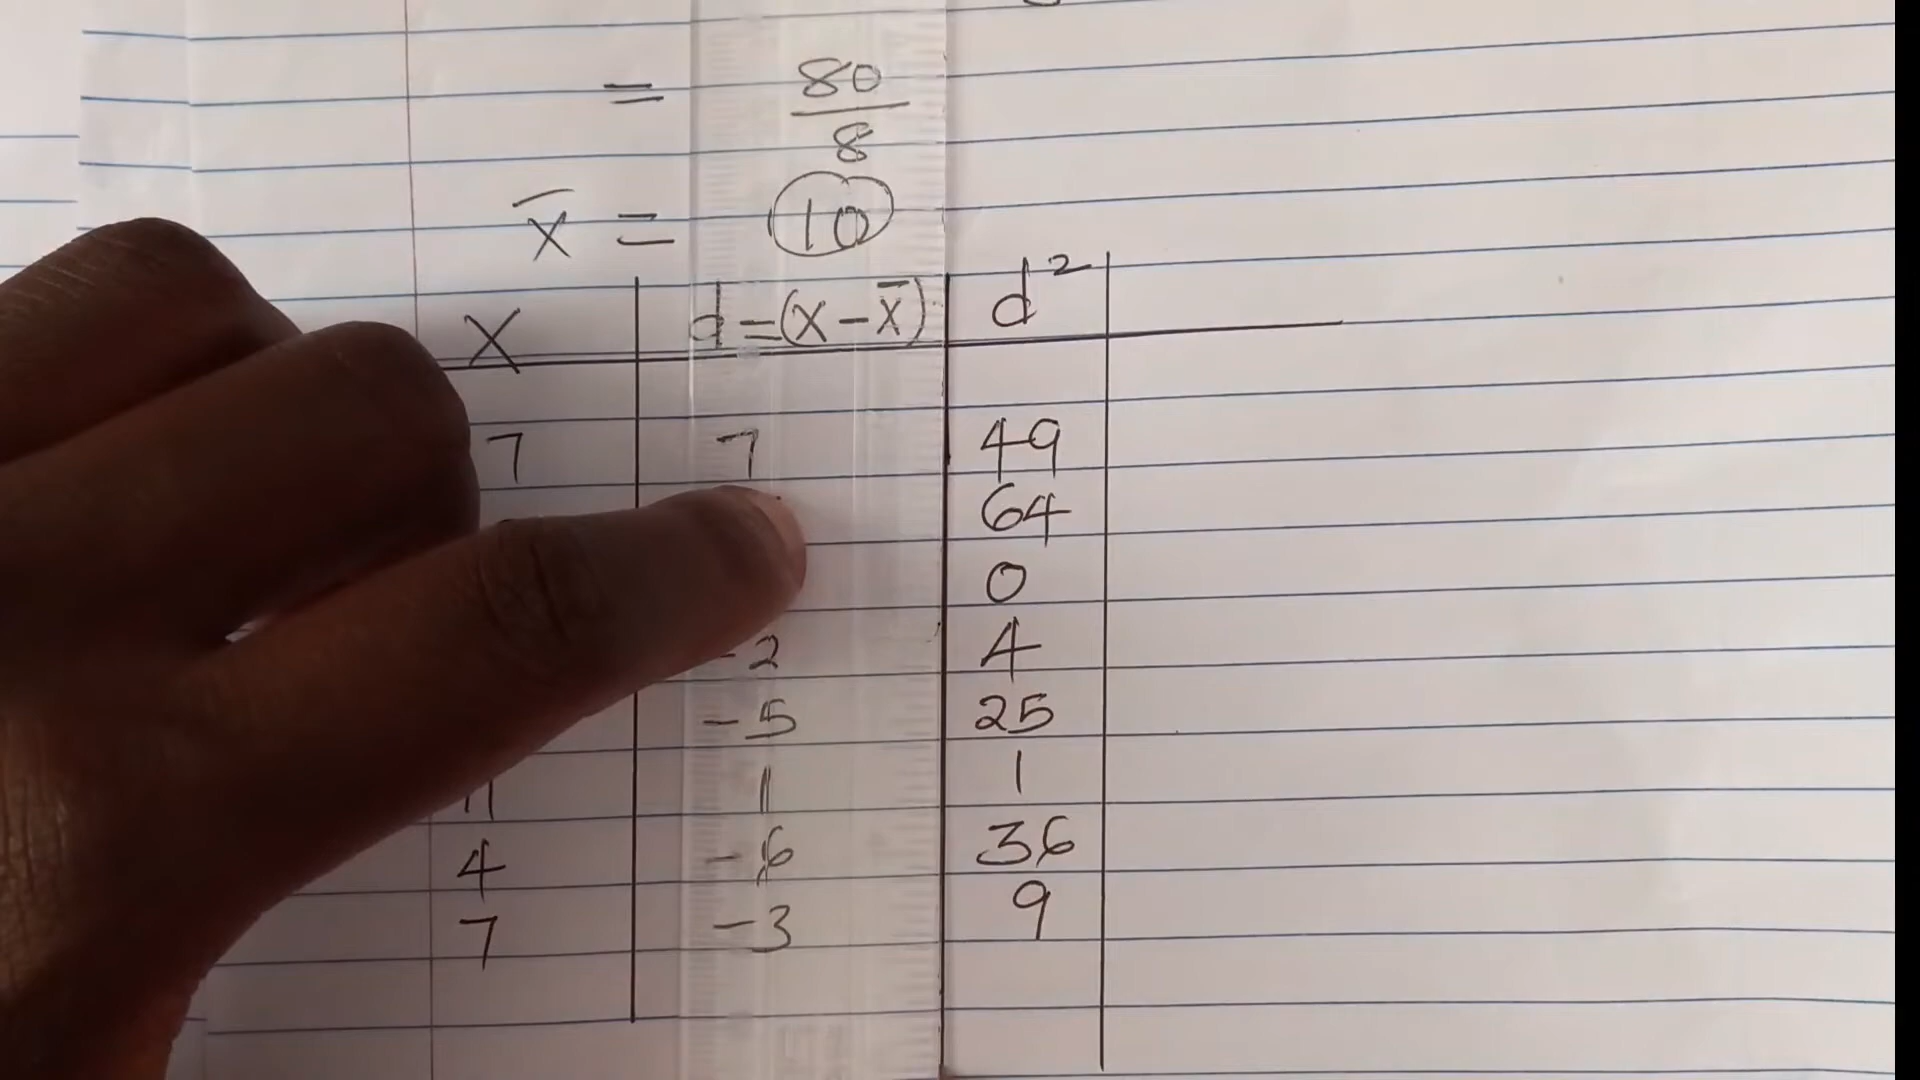 = 80
8
x̄ = 10
X d=(x-x̄) d²
7 7 49
64
0
-2 4
-5 25
11 1 1
4 -6 36
7 -3 9